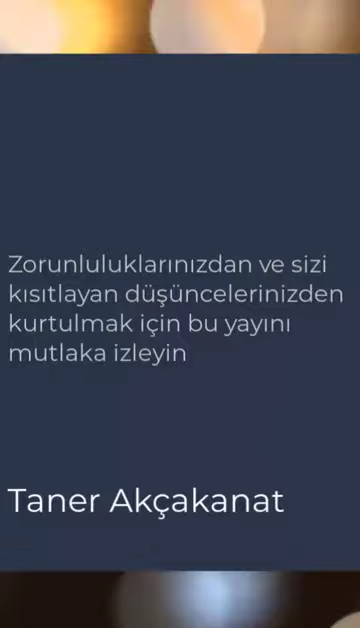 Zorunluluklarınızdan ve sizi
kısıtlayan düşüncelerinizden
kurtulmak için bu yayını
mutlaka izleyin
Taner Akçakanat